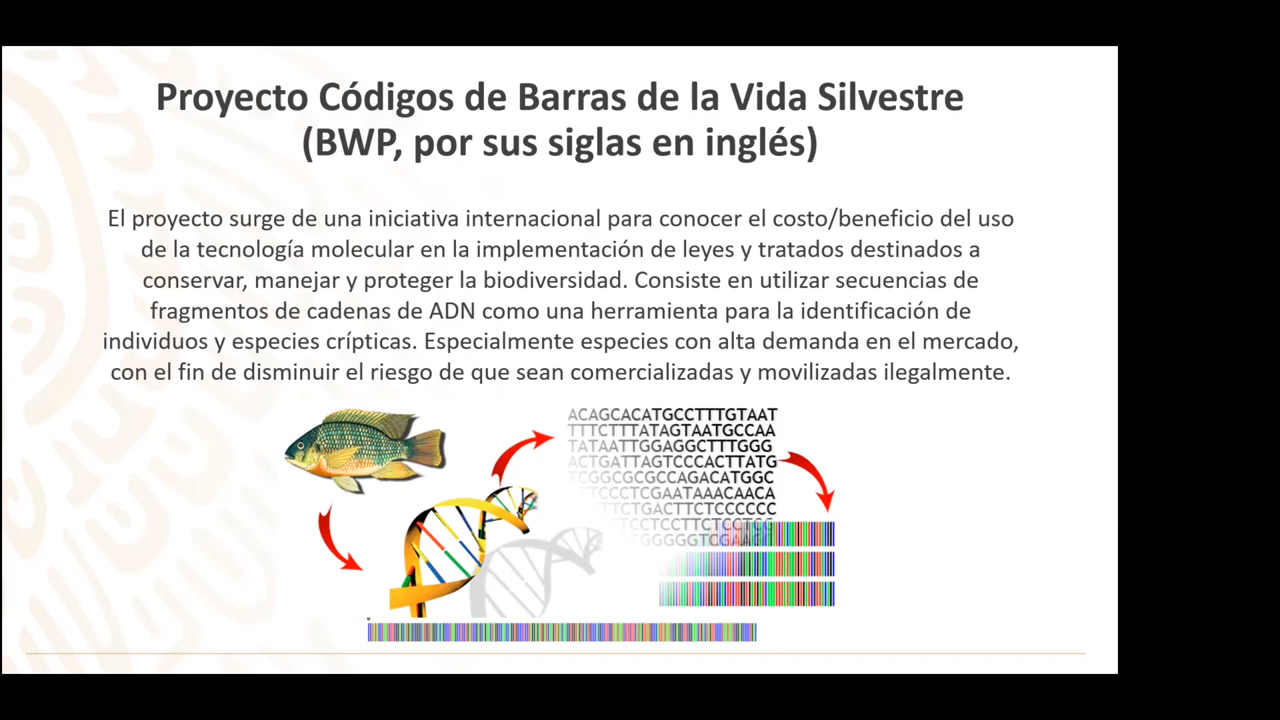 Proyecto Códigos de Barras de la Vida Silvestre
(BWP, por sus siglas en inglés)
El proyecto surge de una iniciativa internacional para conocer el costo/beneficio del uso
de la tecnología molecular en la implementación de leyes y tratados destinados a
conservar, manejar y proteger la biodiversidad. Consiste en utilizar secuencias de
fragmentos de cadenas de ADN como una herramienta para la identificación de
individuos y especies crípticas. Especialmente especies con alta demanda en el mercado,
con el fin de disminuir el riesgo de que sean comercializadas y movilizadas ilegalmente.
ACAGCACATGCCTTTGTAAT
TTTCTTTATAGTAATGCCAA
TATAATTGGAGGCTTTGGG
ACTGATTAGTCCCACTTATG
TCGGCGCGCCAGACATGGC
TTCCCTCGAATAAACAACA
TTCTGACTTCTCCCCCC
TCCTCCTTCTCCTCC
CGGGGGTCGAAGC